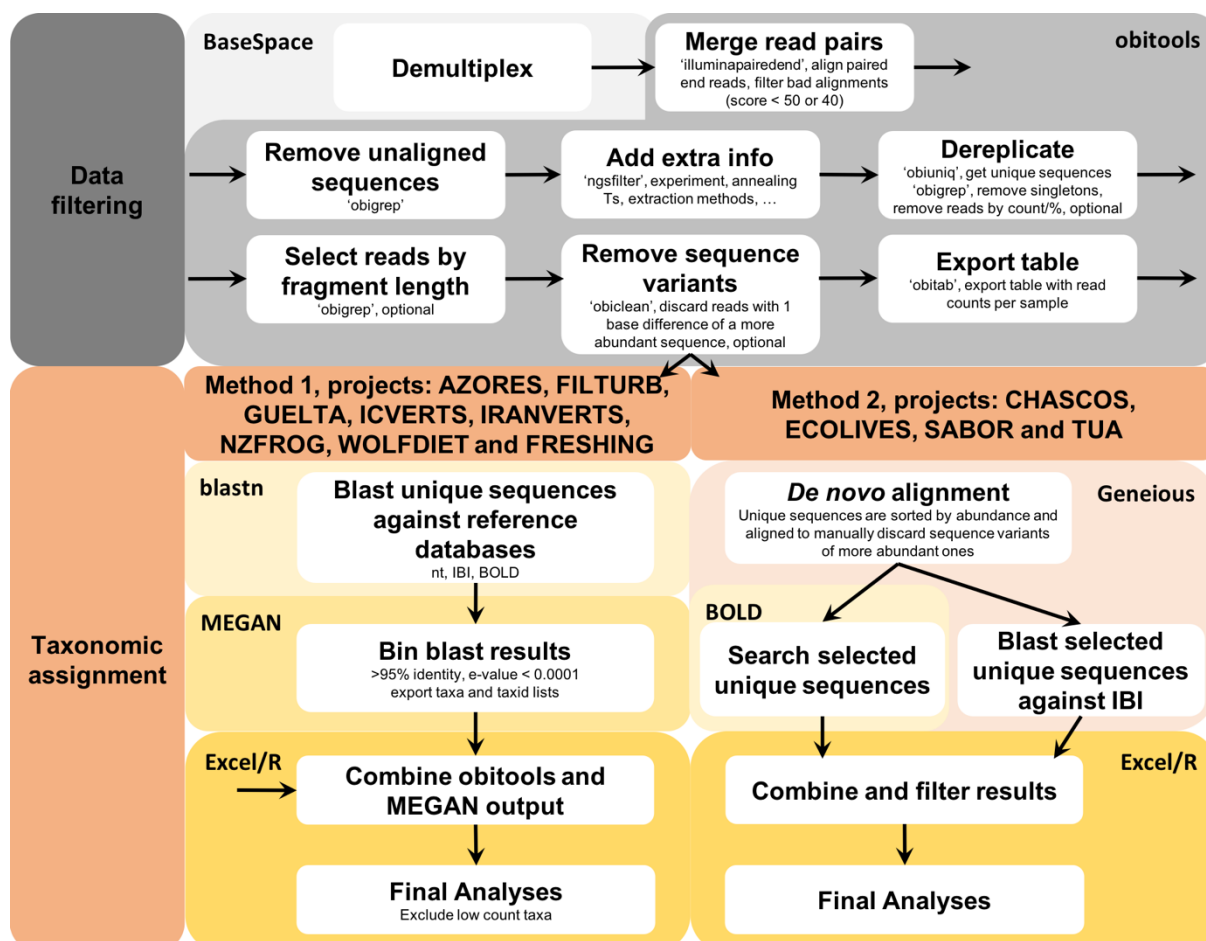 BaseSpace
Demultiplex
Merge read pairs
‘illuminapairedend’, align paired
end reads, filter bad alignments
(score < 50 or 40)
obitools
Data
filtering
Remove unaligned
sequences
‘obigrep’
Add extra info
‘ngsfilter’, experiment, annealing
Ts, extraction methods, …
Dereplicate
‘obiuniq’, get unique sequences
‘obigrep’, remove singletons,
remove reads by count/%, optional
Select reads by
fragment length
‘obigrep’, optional
Remove sequence
variants
‘obiclean’, discard reads with 1
base difference of a more
abundant sequence, optional
Export table
‘obitab’, export table with read
counts per sample
Taxonomic
assignment
Method 1, projects: AZORES, FILTURB,
GUELTA, ICVERTS, IRANVERTS,
NZFROG, WOLFDIET and FRESHING
Method 2, projects: CHASCOS,
ECOLIVES, SABOR and TUA
blastn
Blast unique sequences
against reference
databases
nt, IBI, BOLD
MEGAN
Bin blast results
>95% identity, e-value < 0.0001
export taxa and taxid lists
Excel/R
Combine obitools and
MEGAN output
Final Analyses
Exclude low count taxa
De novo alignment
Unique sequences are sorted by abundance and
aligned to manually discard sequence variants
of more abundant ones
Geneious
BOLD
Search selected
unique sequences
Blast selected
unique sequences
against IBI
Combine and filter results
Excel/R
Final Analyses